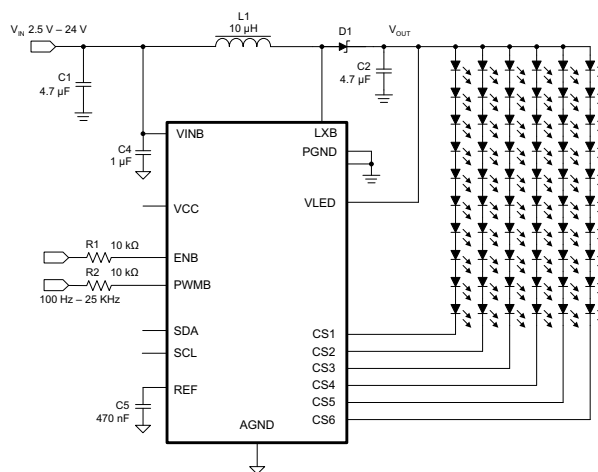 L1
10 µH
D1
V_IN 2.5 V – 24 V
V_OUT
C1
4.7 µF
C2
4.7 µF
C4
1 µF
VINB
LXB
PGND
VCC
VLED
R1 10 kΩ
ENB
R2 10 kΩ
PWMB
100 Hz – 25 KHz
SDA
SCL
CS1
CS2
CS3
CS4
CS5
CS6
REF
C5
470 nF
AGND